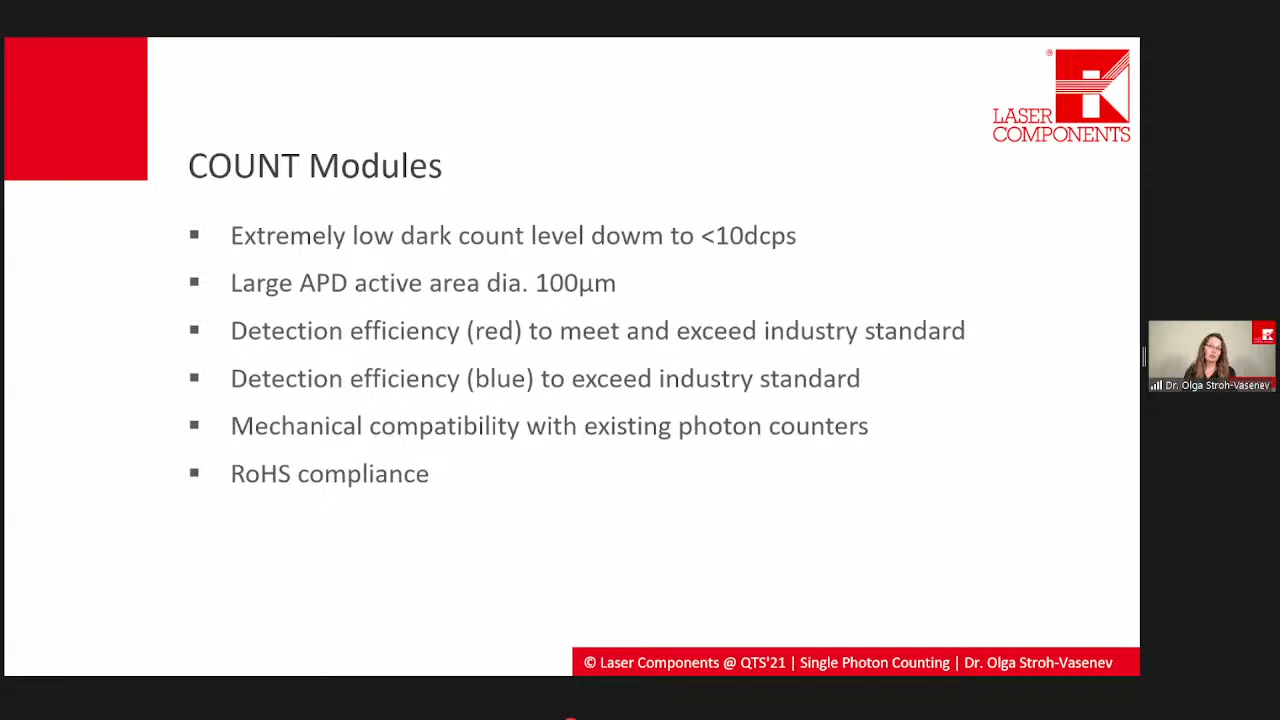 ®
LASER
COMPONENTS
COUNT Modules
▪ Extremely low dark count level dowm to <10dcps
▪ Large APD active area dia. 100µm
▪ Detection efficiency (red) to meet and exceed industry standard
▪ Detection efficiency (blue) to exceed industry standard
▪ Mechanical compatibility with existing photon counters
▪ RoHS compliance
Dr. Olga Stroh-Vasenev
© Laser Components @ QTS'21 | Single Photon Counting | Dr. Olga Stroh-Vasenev